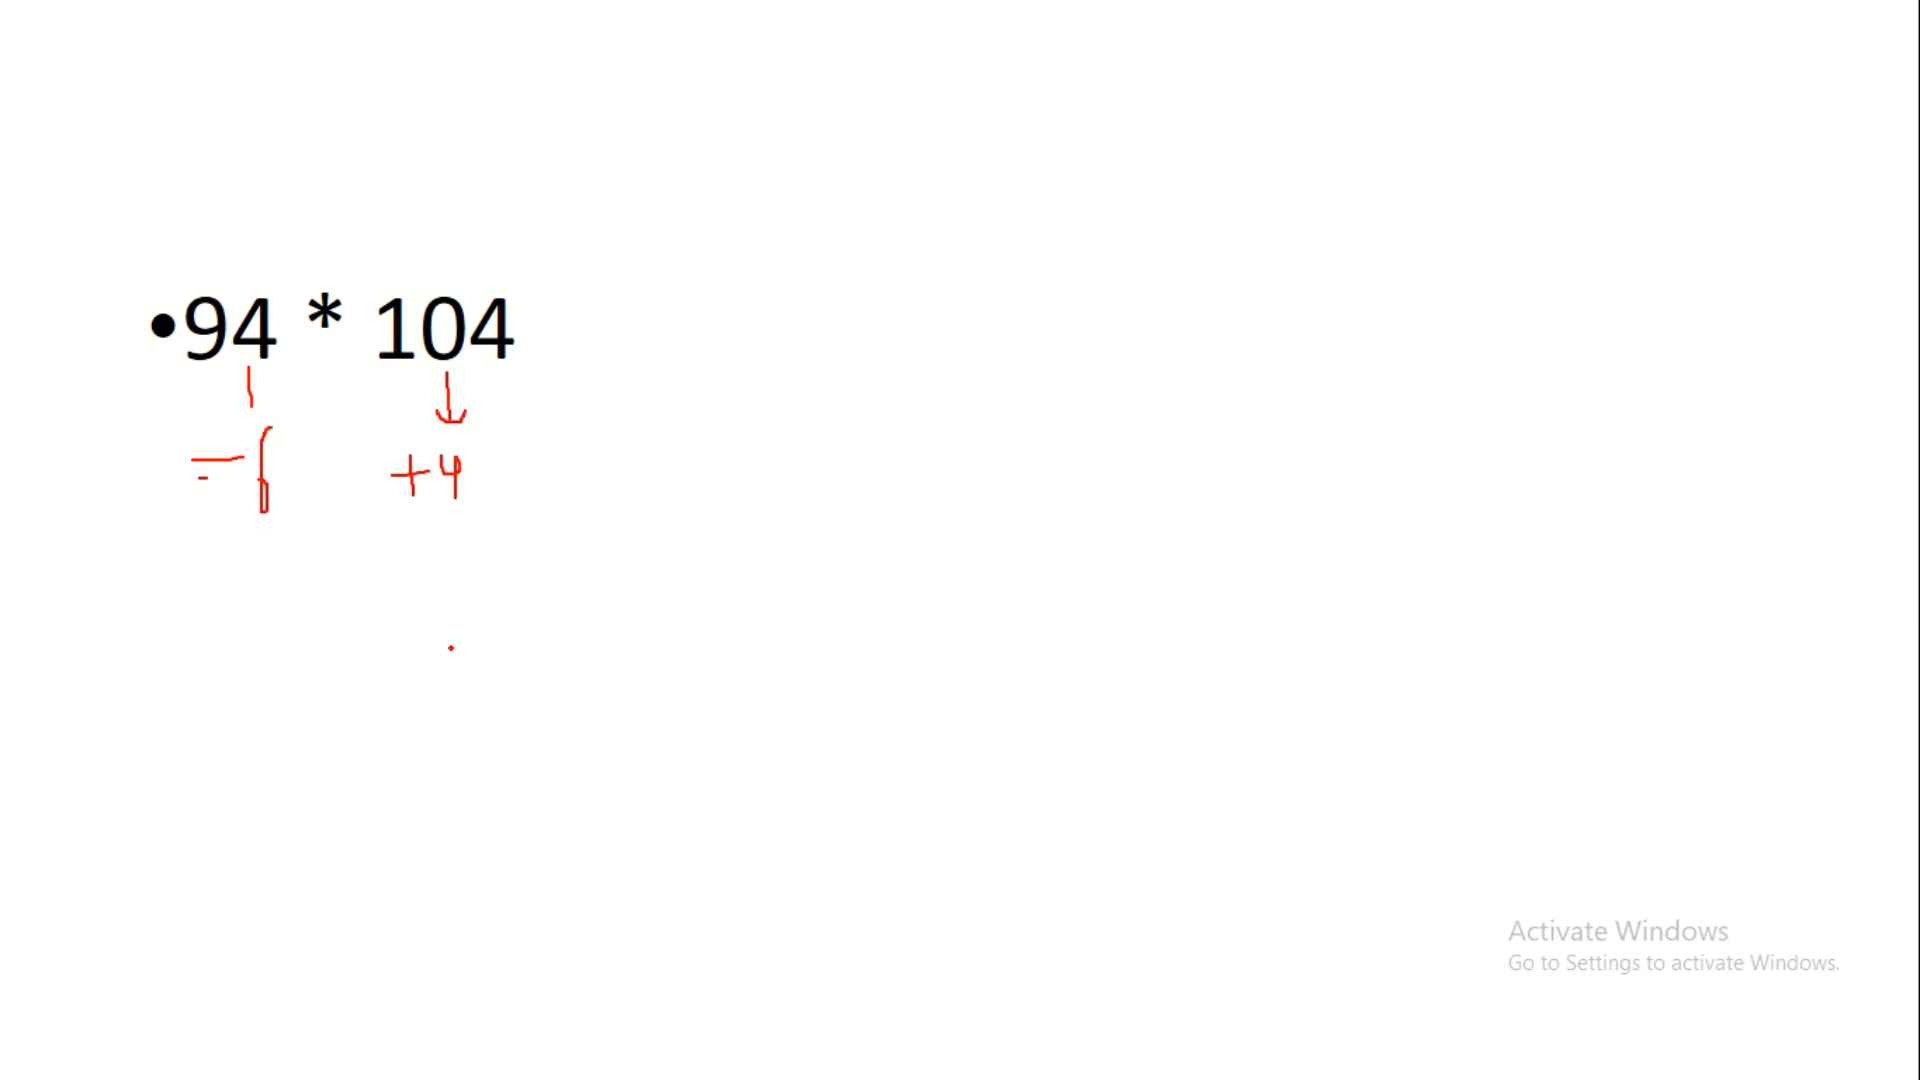 •94 * 104
-6 +4
Activate Windows
Go to Settings to activate Windows.